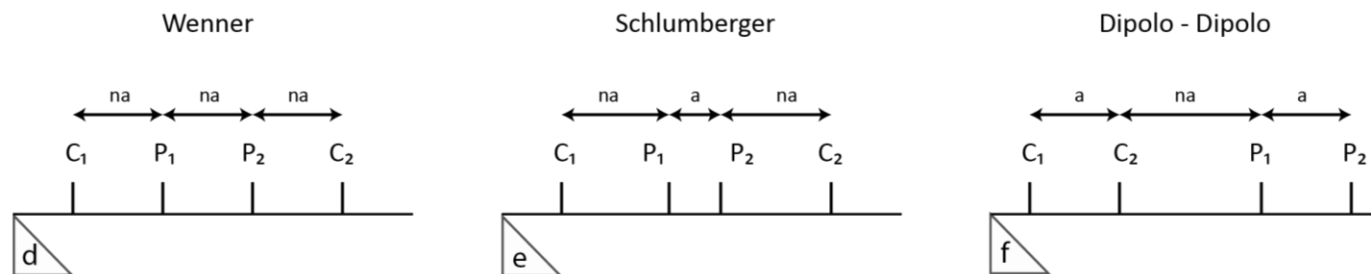 Wenner Schlumberger Dipolo - Dipolo
na na na na a na a na a
C₁ P₁ P₂ C₂ C₁ P₁ P₂ C₂ C₁ C₂ P₁ P₂
d e f